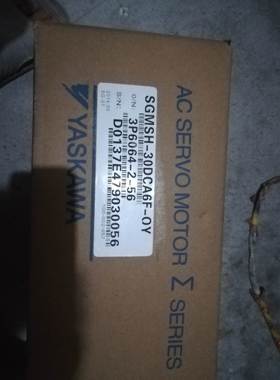 AC SERVO MOTOR Σ SERIES
YASKAWA
SGMSH-30DCA6F-OY
O/N: 3P6064-2-56
S/N: D0137E479030056